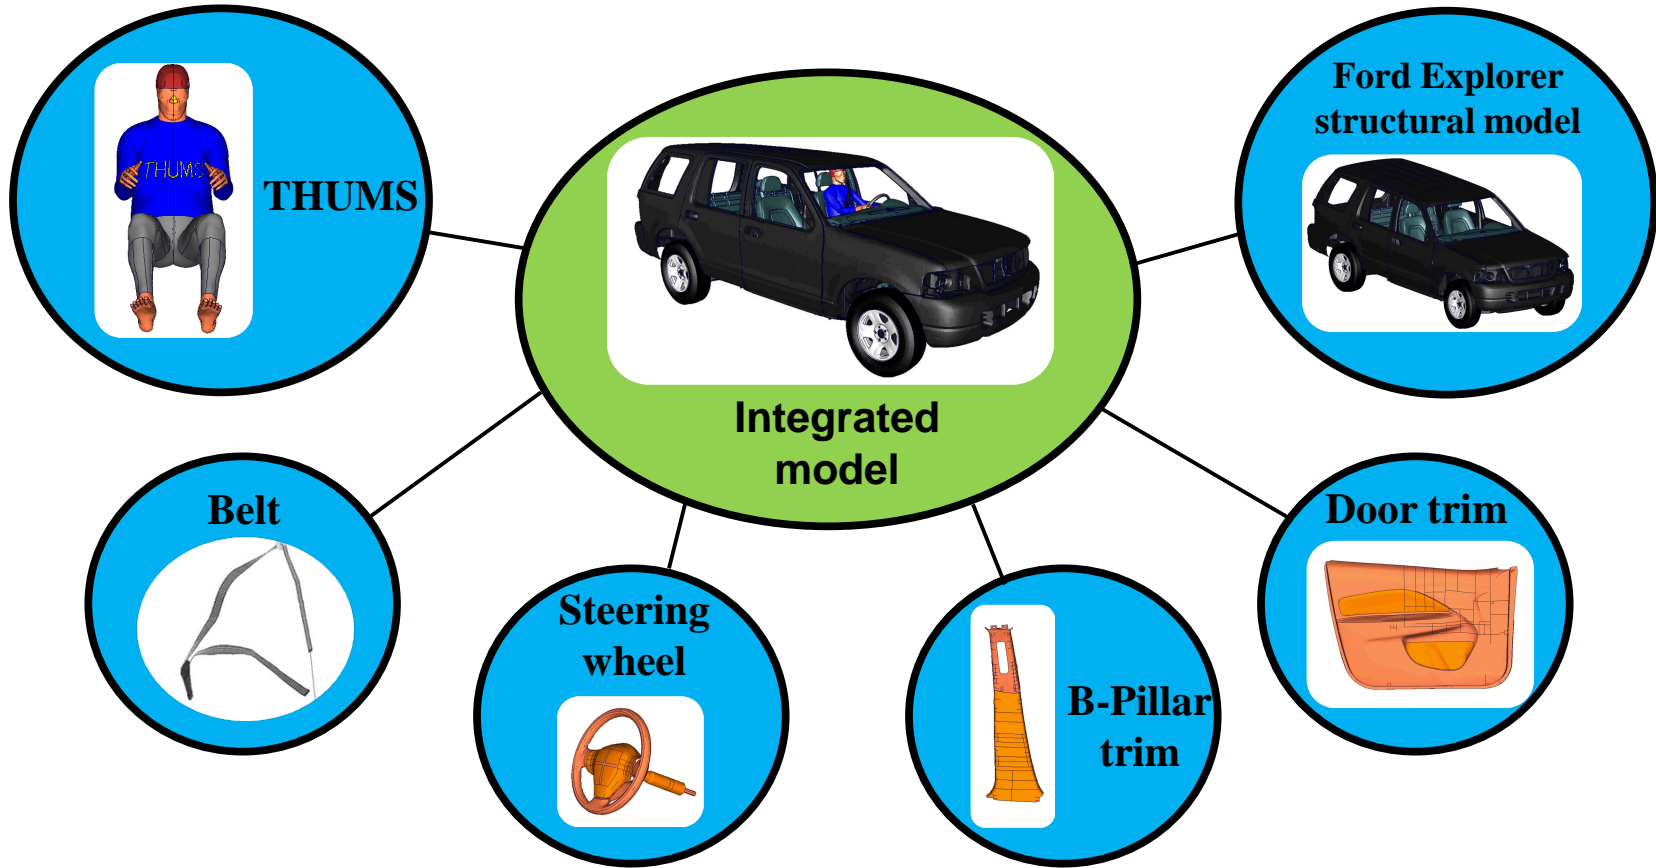 THUMS
THUMS
Ford Explorer
structural model
Integrated
model
Belt
Door trim
Steering
wheel
B-Pillar
trim